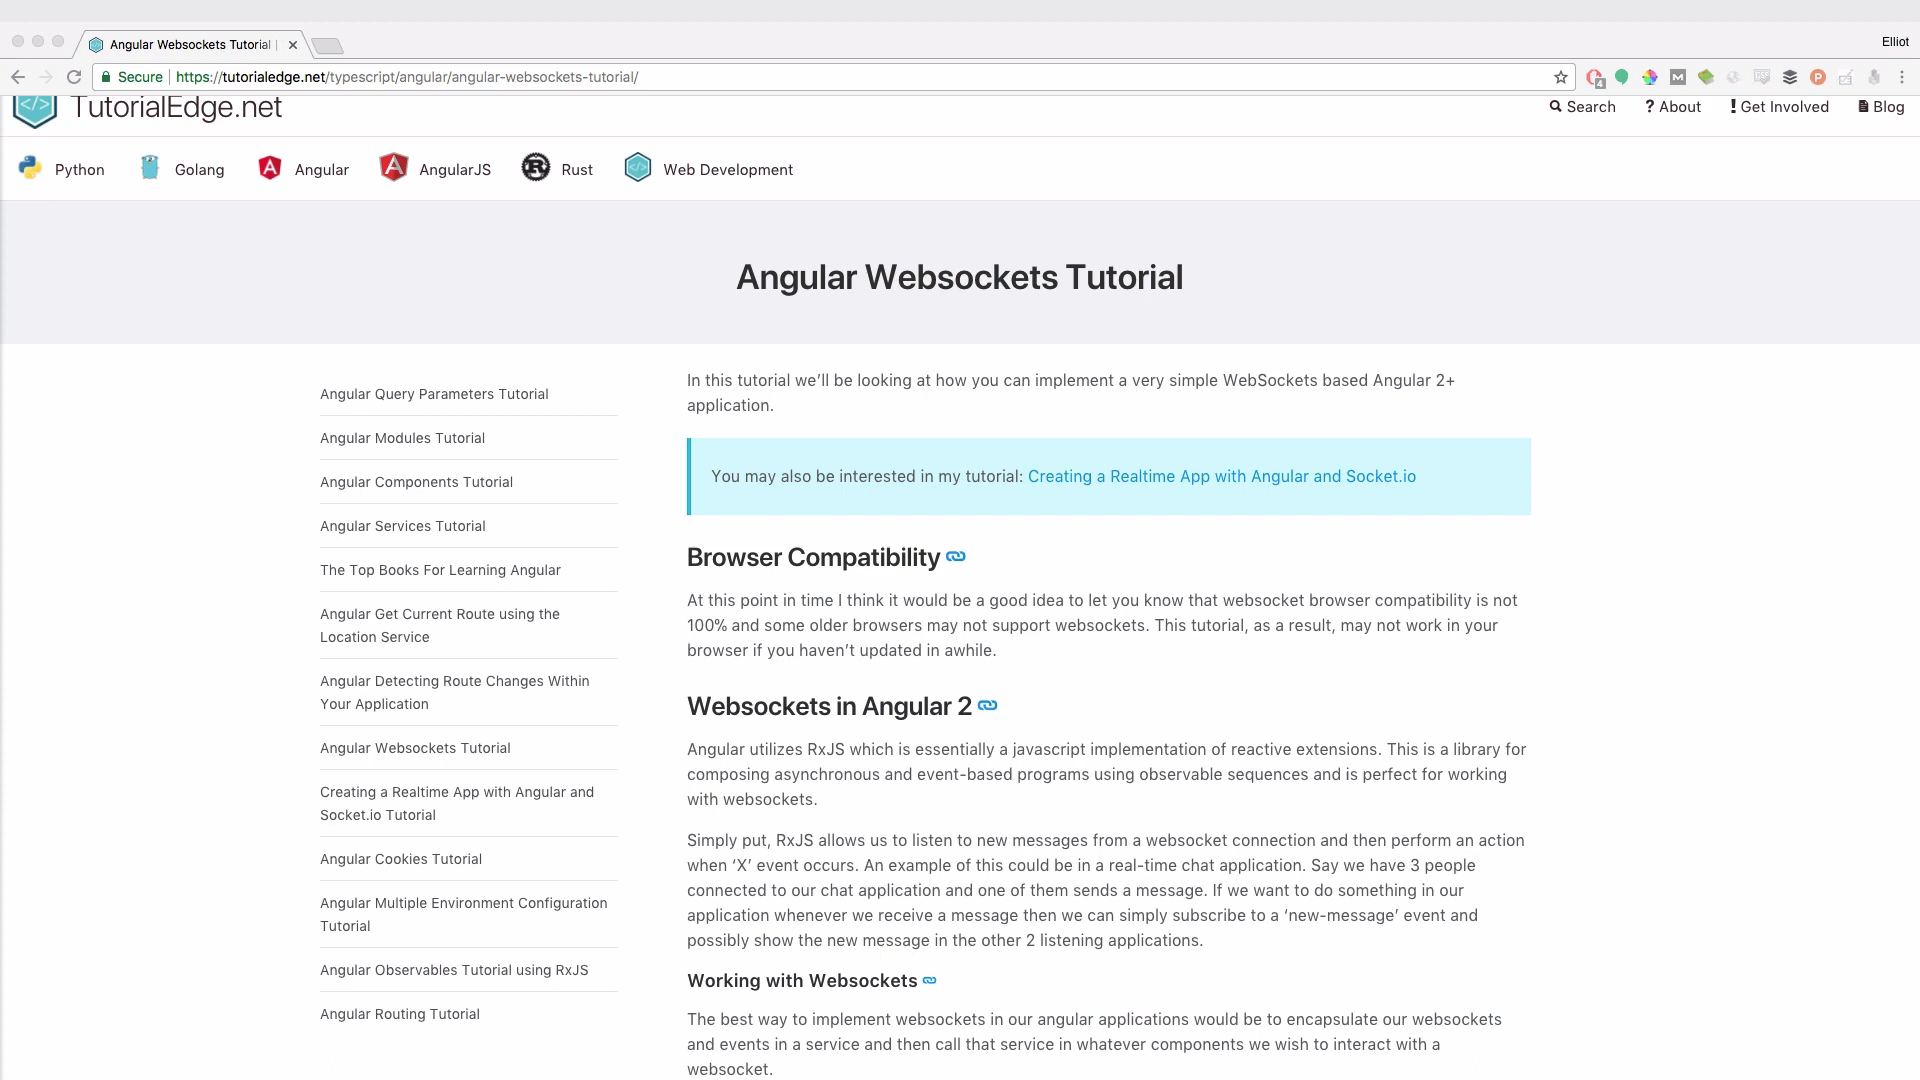 Angular Websockets Tutorial |
Elliot
Secure | https://tutorialedge.net/typescript/angular/angular-websockets-tutorial/
TutorialEdge.net
Search
? About
! Get Involved
Blog
Python
Golang
Angular
AngularJS
Rust
Web Development
Angular Websockets Tutorial
Angular Query Parameters Tutorial
Angular Modules Tutorial
Angular Components Tutorial
Angular Services Tutorial
The Top Books For Learning Angular
Angular Get Current Route using the
Location Service
Angular Detecting Route Changes Within
Your Application
Angular Websockets Tutorial
Creating a Realtime App with Angular and
Socket.io Tutorial
Angular Cookies Tutorial
Angular Multiple Environment Configuration
Tutorial
Angular Observables Tutorial using RxJS
Angular Routing Tutorial
In this tutorial we’ll be looking at how you can implement a very simple WebSockets based Angular 2+
application.
You may also be interested in my tutorial: Creating a Realtime App with Angular and Socket.io
Browser Compatibility
At this point in time I think it would be a good idea to let you know that websocket browser compatibility is not
100% and some older browsers may not support websockets. This tutorial, as a result, may not work in your
browser if you haven’t updated in awhile.
Websockets in Angular 2
Angular utilizes RxJS which is essentially a javascript implementation of reactive extensions. This is a library for
composing asynchronous and event-based programs using observable sequences and is perfect for working
with websockets.
Simply put, RxJS allows us to listen to new messages from a websocket connection and then perform an action
when ‘X’ event occurs. An example of this could be in a real-time chat application. Say we have 3 people
connected to our chat application and one of them sends a message. If we want to do something in our
application whenever we receive a message then we can simply subscribe to a ‘new-message’ event and
possibly show the new message in the other 2 listening applications.
Working with Websockets
The best way to implement websockets in our angular applications would be to encapsulate our websockets
and events in a service and then call that service in whatever components we wish to interact with a
websocket.